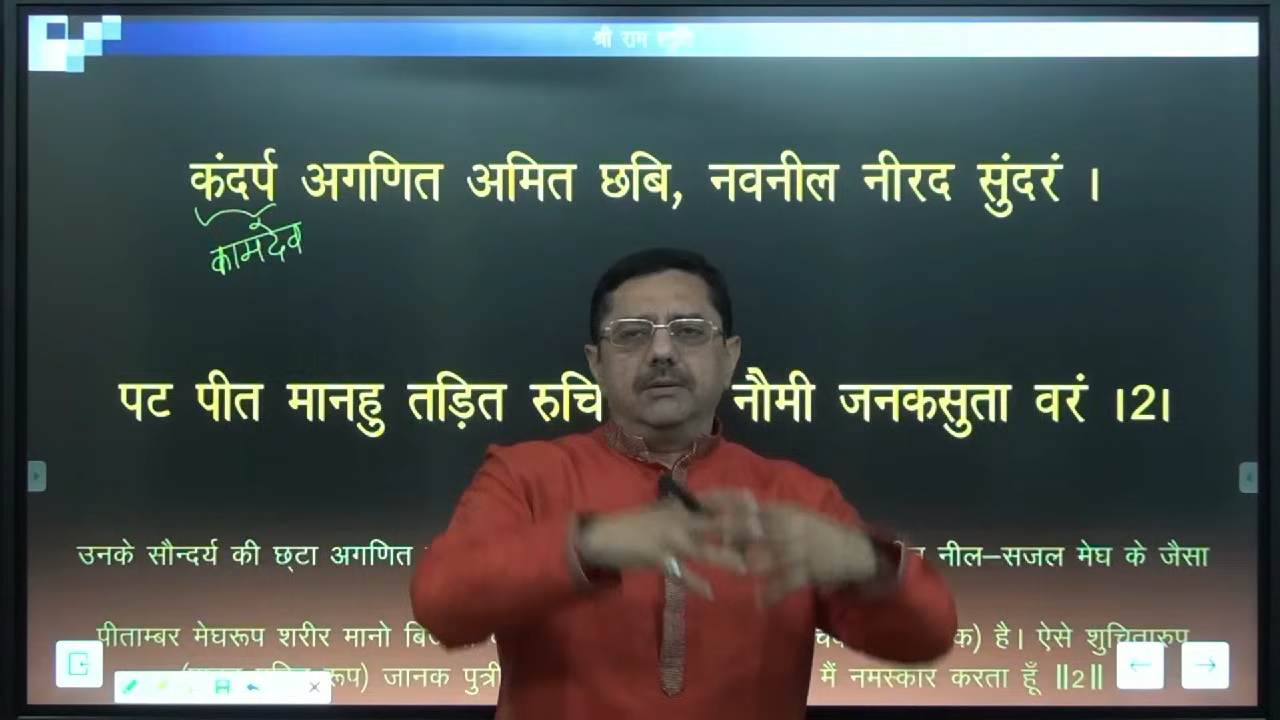 श्री राम
कंदर्प अगणित अमित छबि, नवनील नीरद सुंदरं ।
कामदेव
पट पीत मानहु तड़ित रुचि नौमी जनकसुता वरं ।2।
उनके सौन्दर्य की छ्टा अगणित नील–सजल मेघ के जैसा
पीताम्बर मेघरूप शरीर मानो है। ऐसे शुचितारुप
रूप) जानक पुत्री मैं नमस्कार करता हूँ ॥2॥